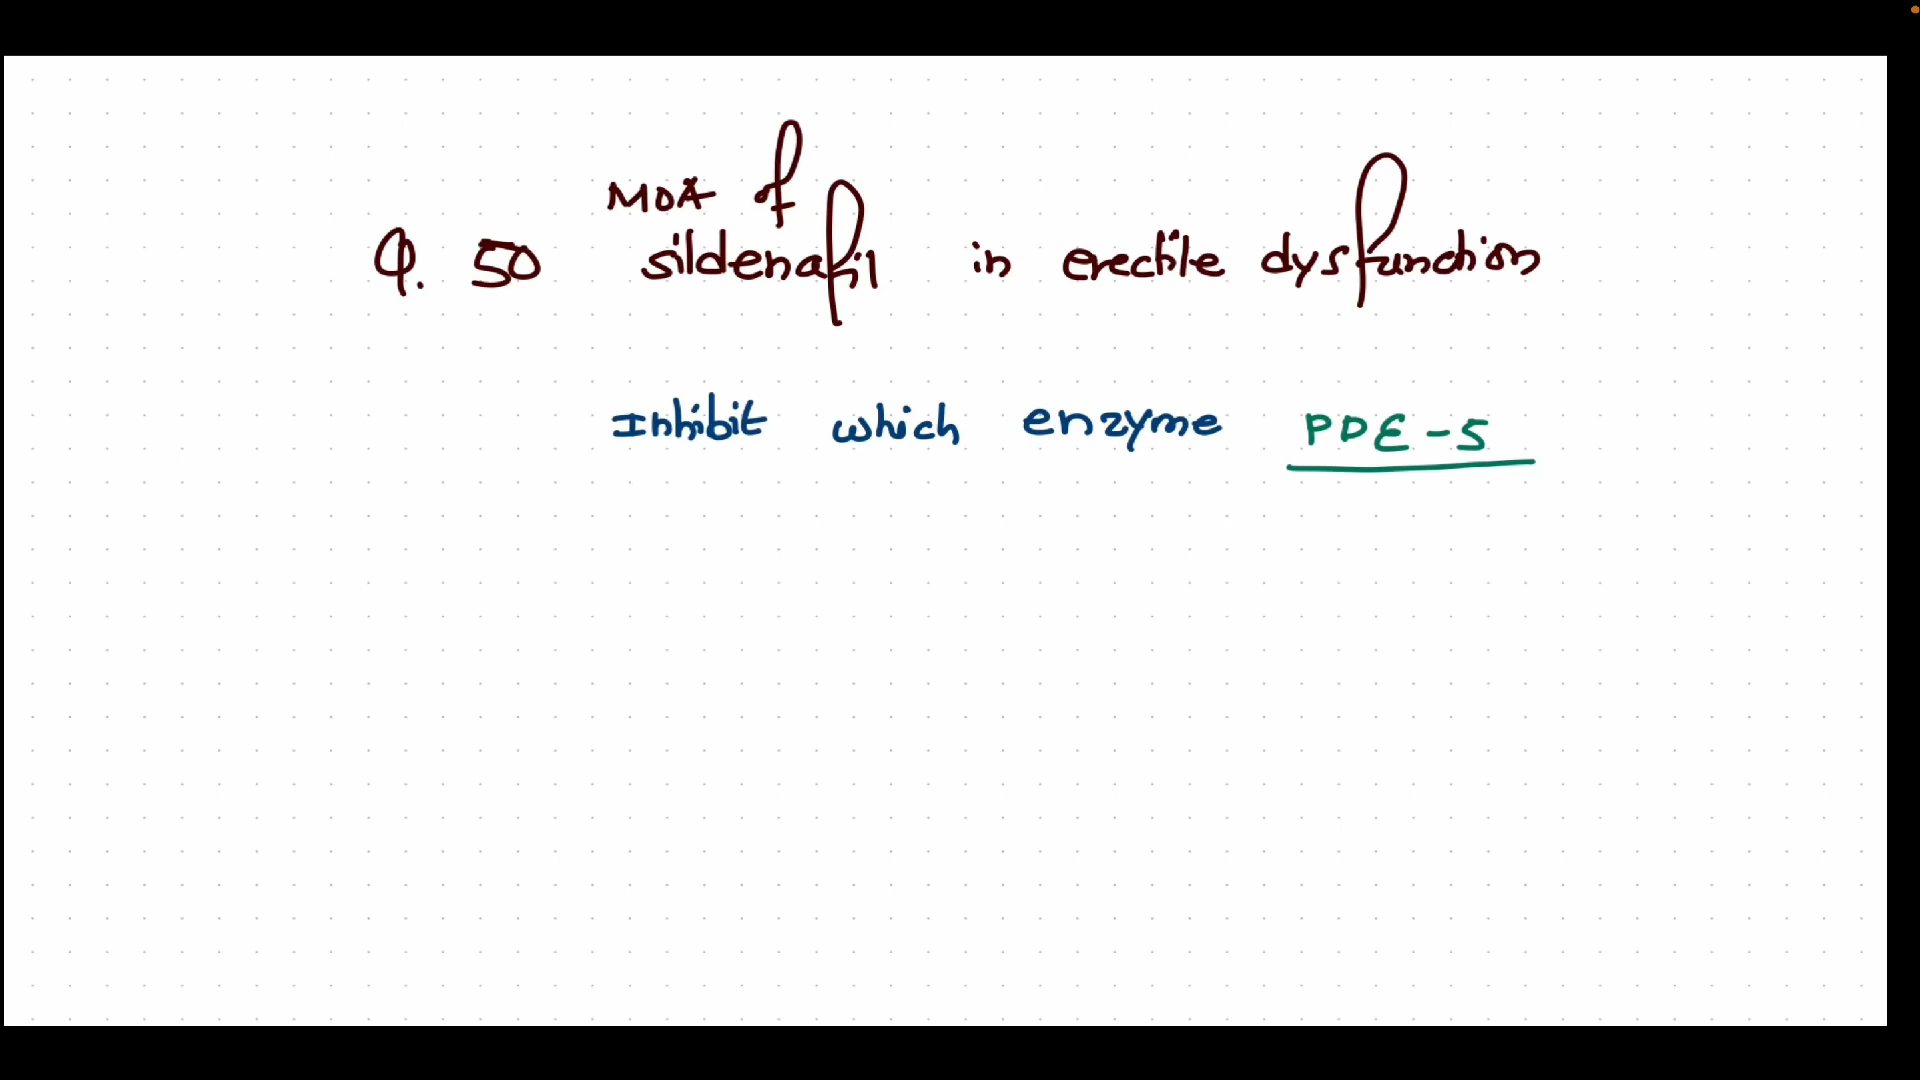 MOA of
Q. 50 sildenafil in erectile dysfunction
Inhibit which enzyme PDE-5